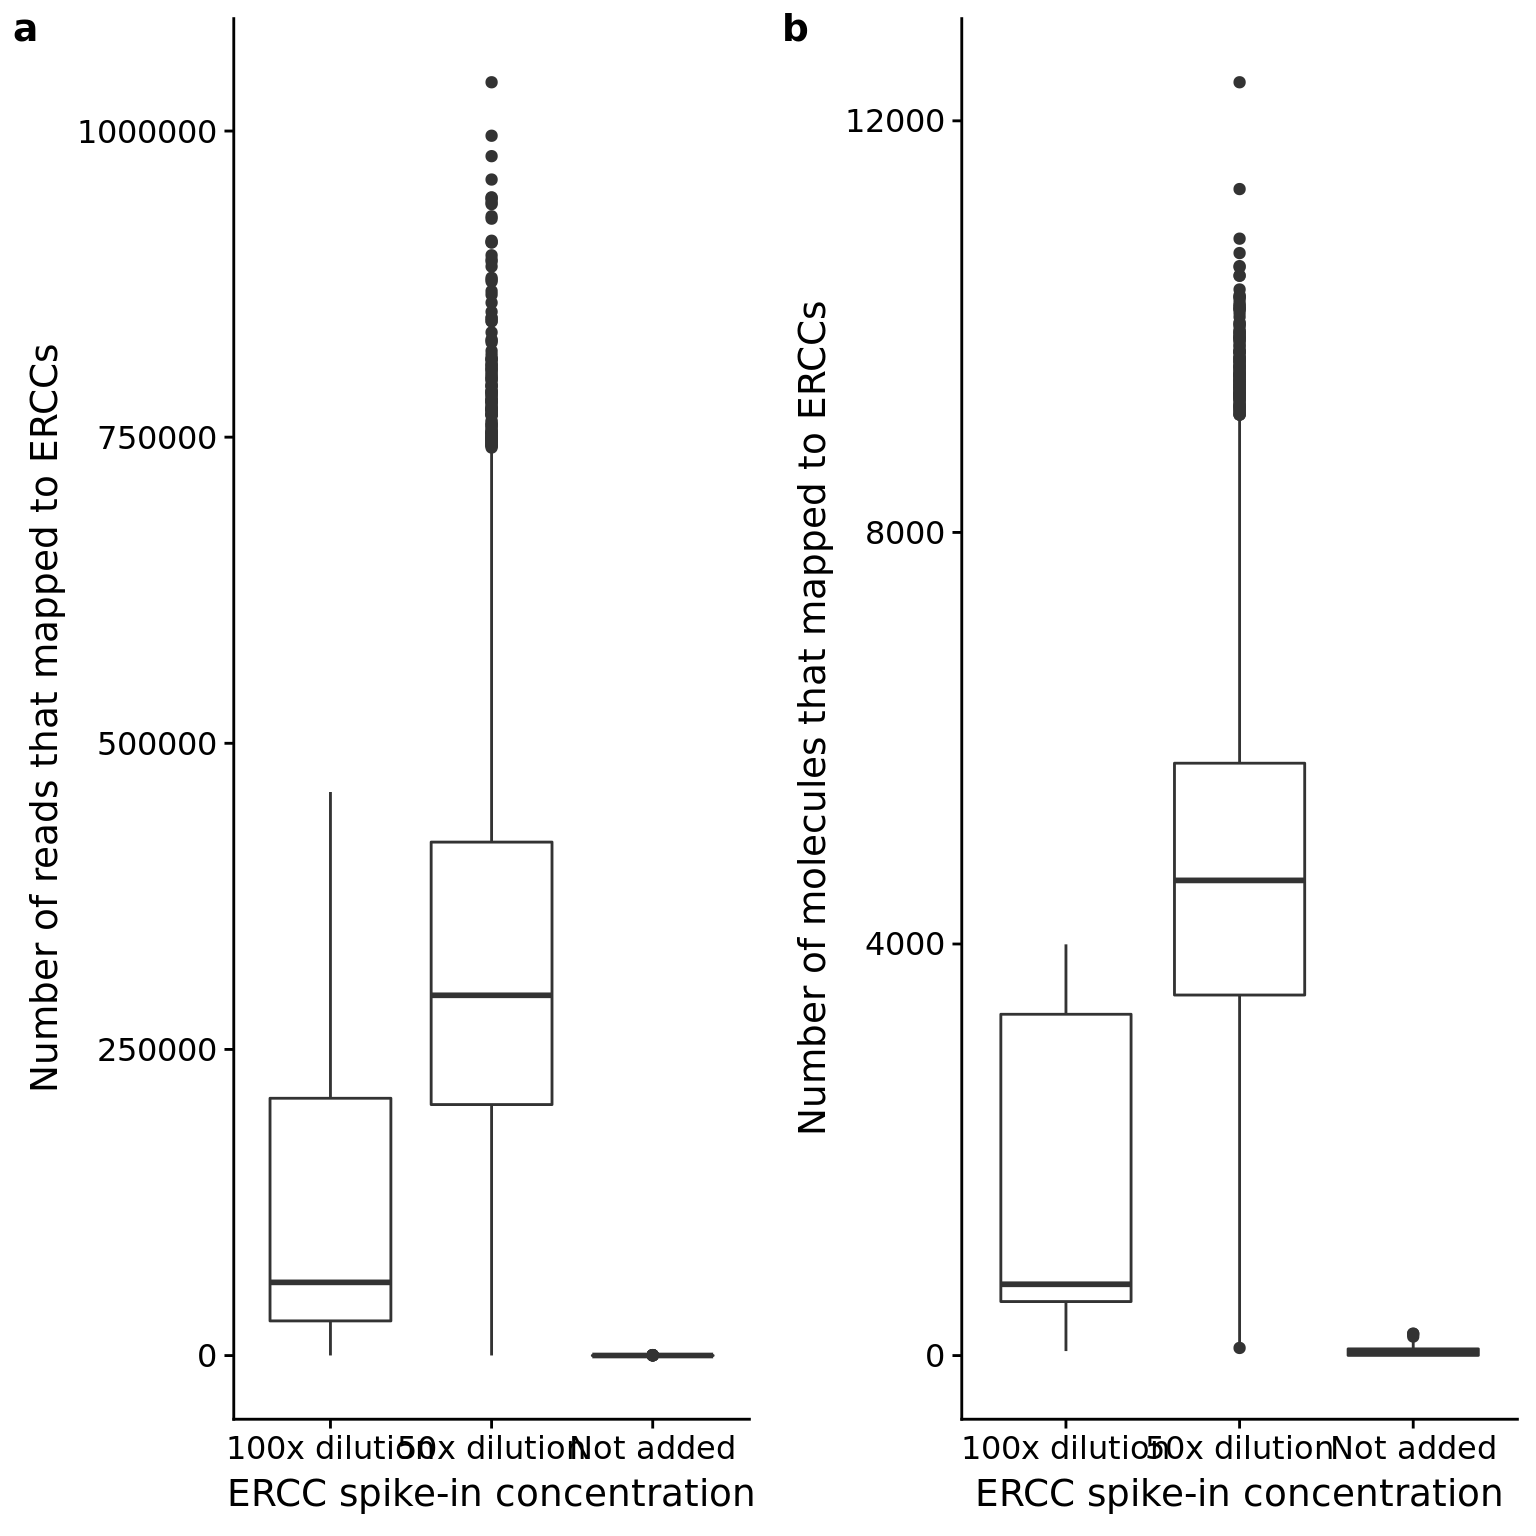 a
Number of reads that mapped to ERCCs
1000000
750000
500000
250000
0
100x dilution
50x dilution
Not added
ERCC spike-in concentration
b
Number of molecules that mapped to ERCCs
12000
8000
4000
0
100x dilution
50x dilution
Not added
ERCC spike-in concentration